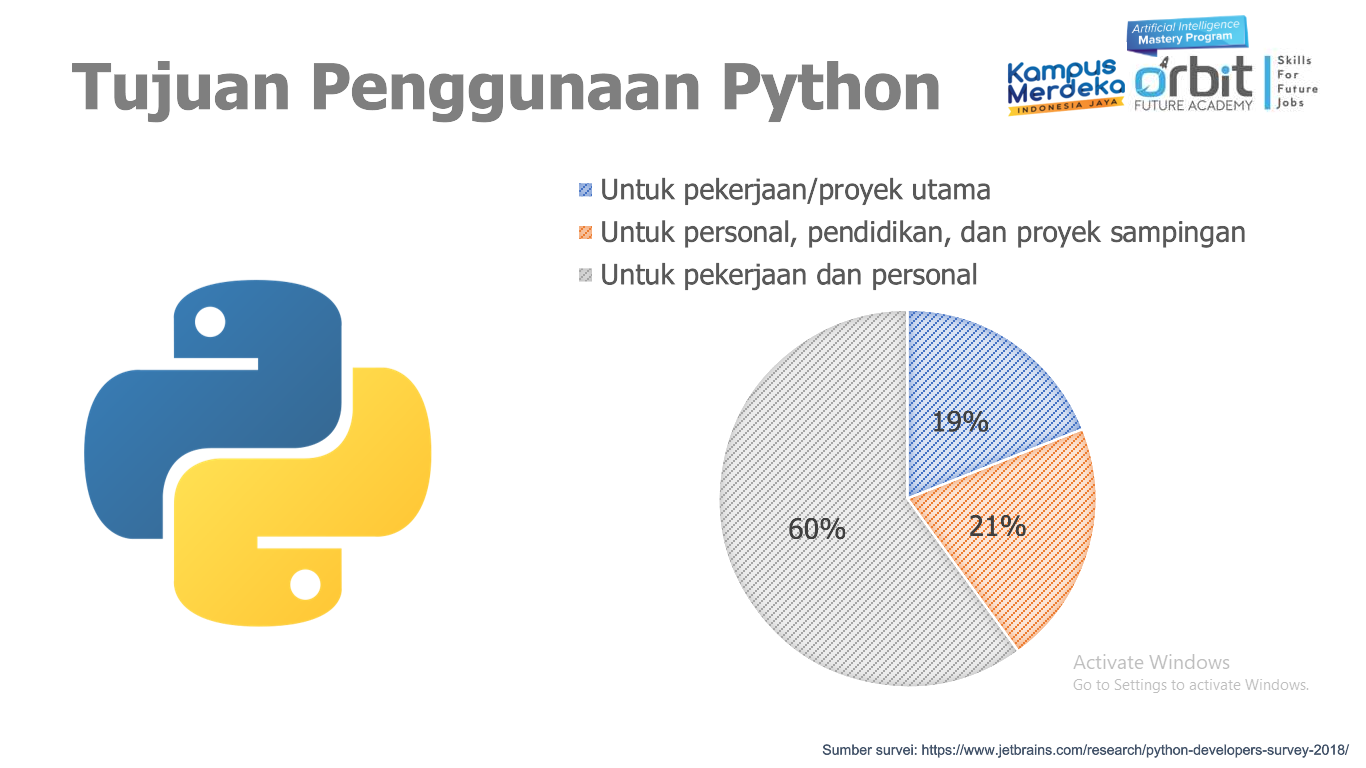 Artificial Intelligence
Mastery Program
Tujuan Penggunaan Python
Kampus
Merdeka
INDONESIA JAYA
Orbit
FUTURE ACADEMY
Skills
For
Future
Jobs
Untuk pekerjaan/proyek utama
Untuk personal, pendidikan, dan proyek sampingan
Untuk pekerjaan dan personal
19%
21%
60%
Activate Windows
Go to Settings to activate Windows.
Sumber survei: https://www.jetbrains.com/research/python-developers-survey-2018/